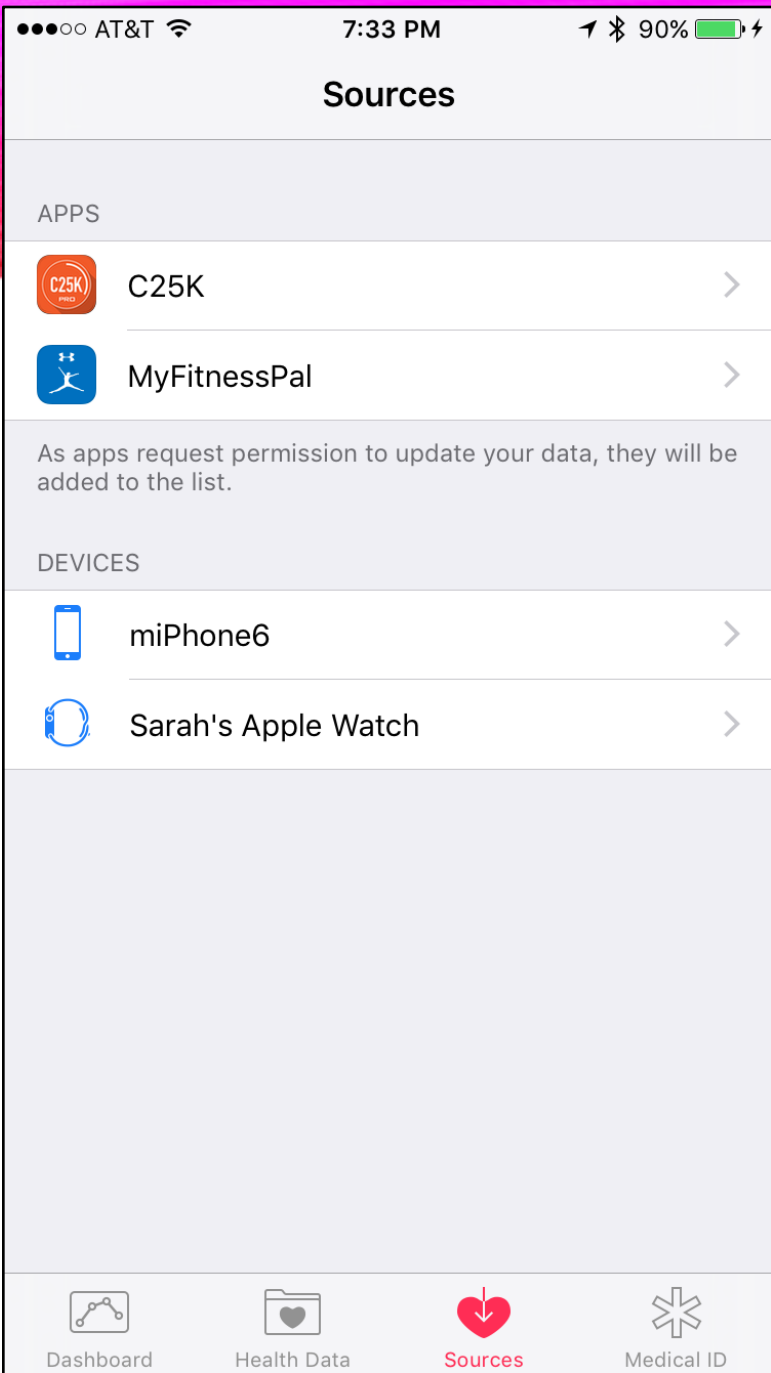 AT&T 7:33 PM 90%
Sources
APPS
C25K PRO
C25K
MyFitnessPal
As apps request permission to update your data, they will be
added to the list.
DEVICES
miPhone6
Sarah's Apple Watch
Dashboard Health Data Sources Medical ID